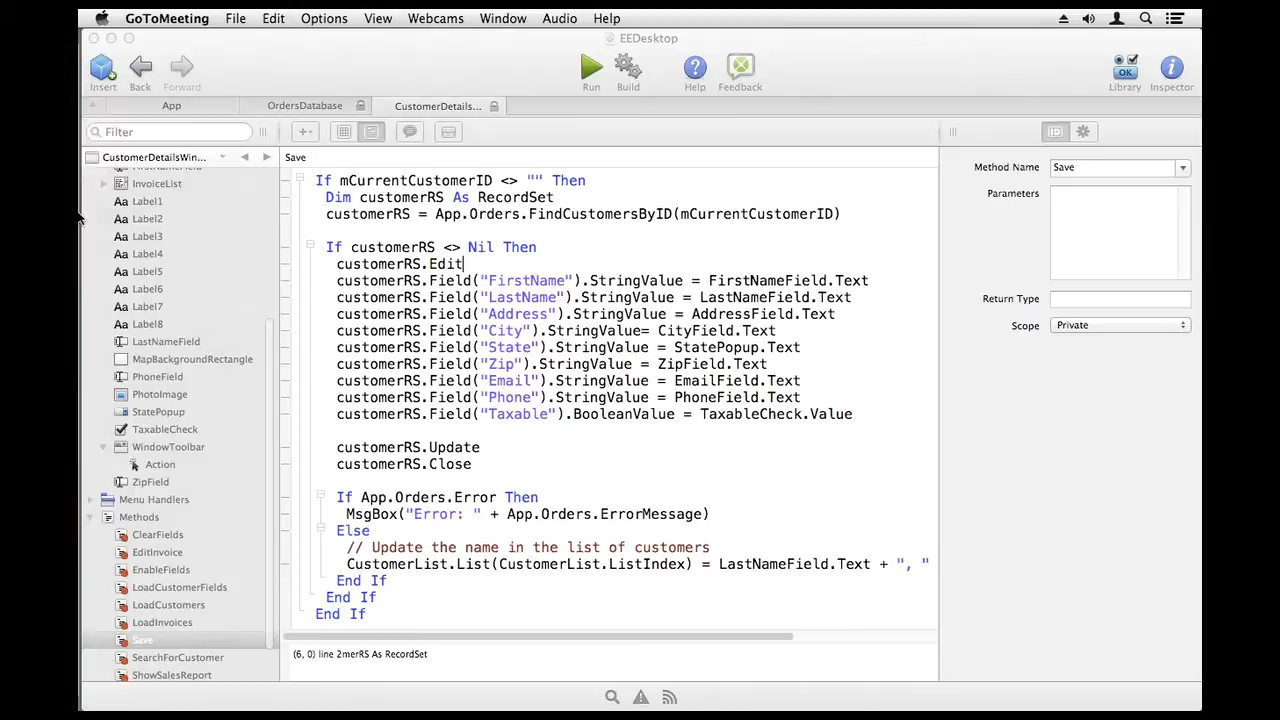 GoToMeeting File Edit Options View Webcams Window Audio Help
EEDesktop
Insert Back Forward Run Build Help Feedback OK Library Inspector
App OrdersDatabase CustomerDetails...
Filter
CustomerDetailsWin... Save
InvoiceList
Label1
Label2
Label3
Label4
Label5
Label6
Label7
Label8
LastNameField
MapBackgroundRectangle
PhoneField
PhotoImage
StatePopup
TaxableCheck
WindowToolbar
Action
ZipField
Menu Handlers
Methods
ClearFields
EditInvoice
EnableFields
LoadCustomerFields
LoadCustomers
LoadInvoices
Save
SearchForCustomer
ShowSalesReport
If mCurrentCustomerID <> "" Then
Dim customerRS As RecordSet
customerRS = App.Orders.FindCustomersByID(mCurrentCustomerID)
If customerRS <> Nil Then
customerRS.Edit
customerRS.Field("FirstName").StringValue = FirstNameField.Text
customerRS.Field("LastName").StringValue = LastNameField.Text
customerRS.Field("Address").StringValue = AddressField.Text
customerRS.Field("City").StringValue= CityField.Text
customerRS.Field("State").StringValue = StatePopup.Text
customerRS.Field("Zip").StringValue = ZipField.Text
customerRS.Field("Email").StringValue = EmailField.Text
customerRS.Field("Phone").StringValue = PhoneField.Text
customerRS.Field("Taxable").BooleanValue = TaxableCheck.Value
customerRS.Update
customerRS.Close
If App.Orders.Error Then
MsgBox("Error: " + App.Orders.ErrorMessage)
Else
// Update the name in the list of customers
CustomerList.List(CustomerList.ListIndex) = LastNameField.Text + ", "
End If
End If
End If
(6, 0) line 2merRS As RecordSet
ID
Method Name Save
Parameters
Return Type
Scope Private